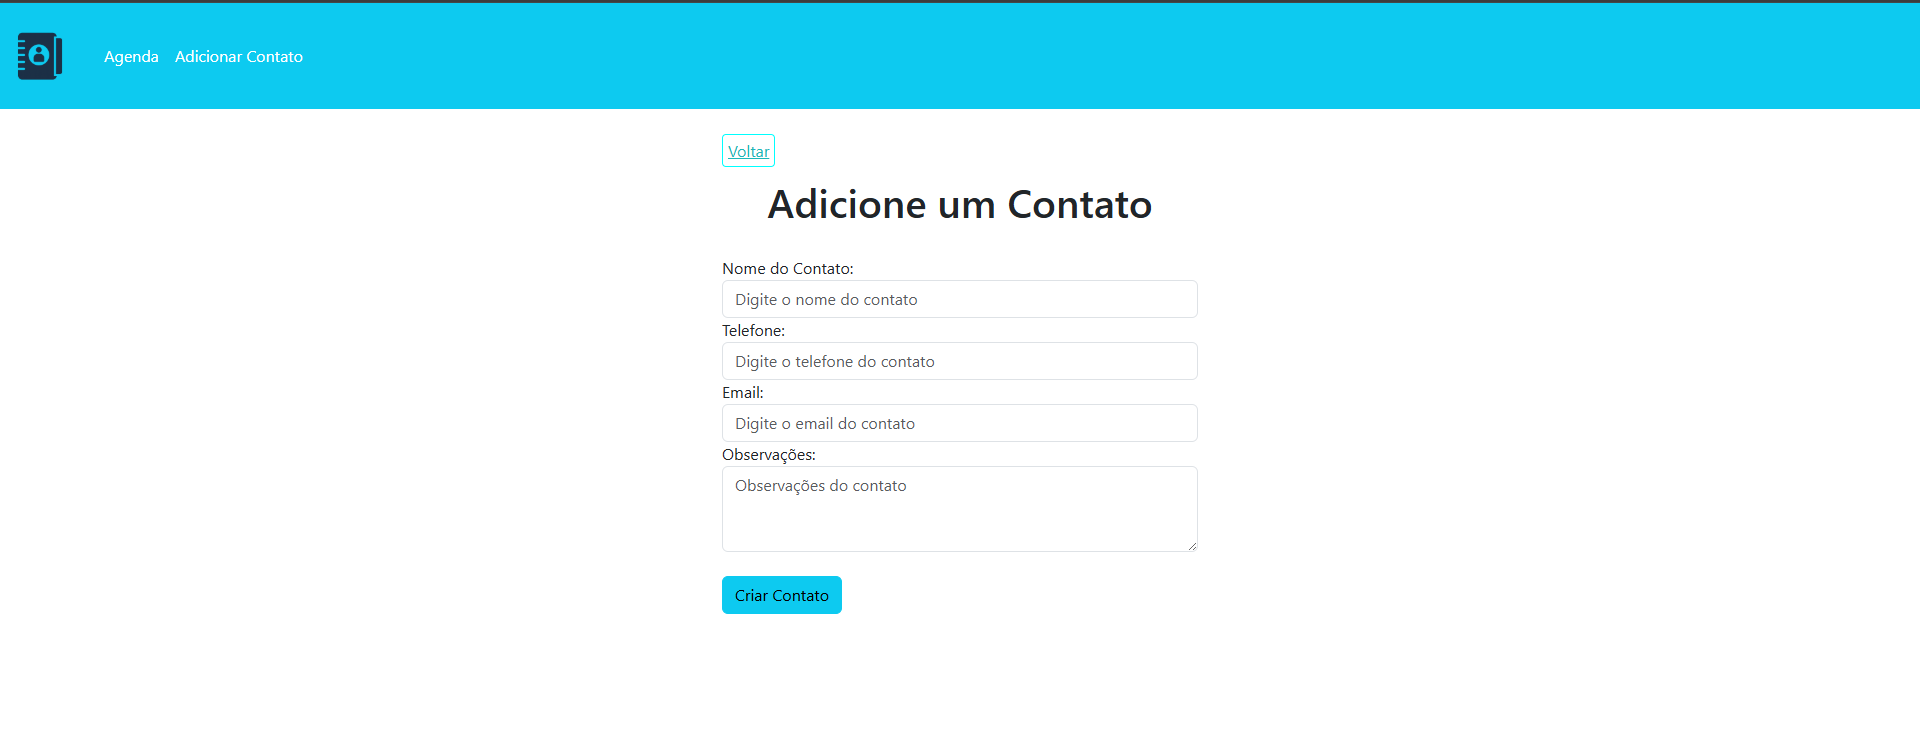 Agenda Adicionar Contato
Voltar
Adicione um Contato
Nome do Contato:
Digite o nome do contato
Telefone:
Digite o telefone do contato
Email:
Digite o email do contato
Observações:
Observações do contato
Criar Contato